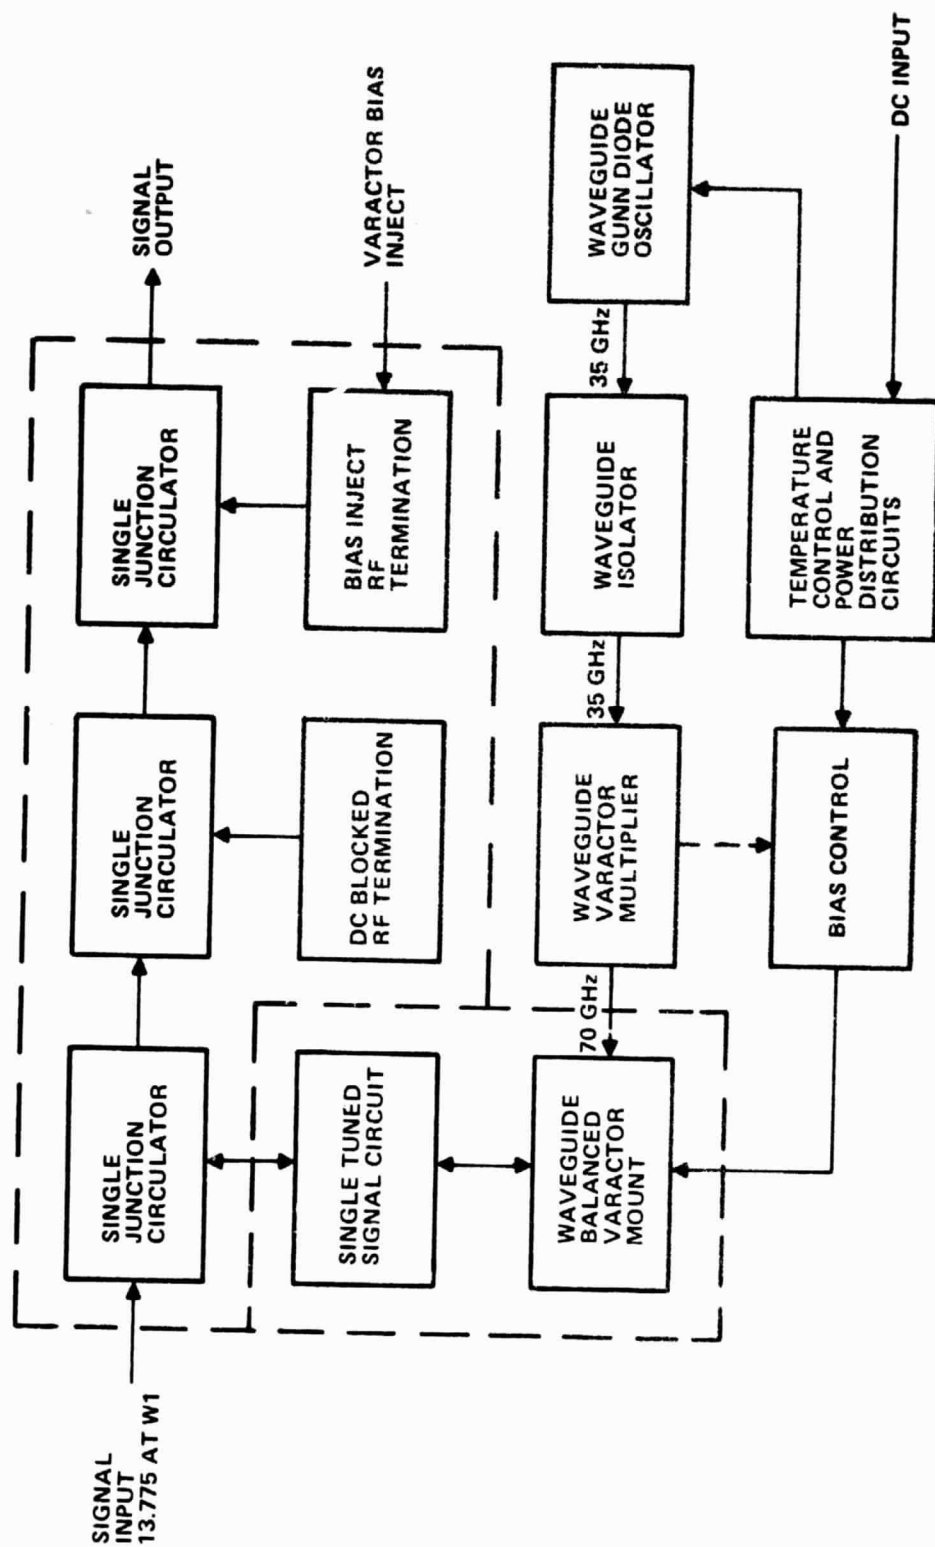 SIGNAL
INPUT
13.775 AT W1
SINGLE
JUNCTION
CIRCULATOR
SINGLE
JUNCTION
CIRCULATOR
SINGLE
JUNCTION
CIRCULATOR
SIGNAL
OUTPUT
SINGLE TUNED
SIGNAL CIRCUIT
DC BLOCKED
RF TERMINATION
BIAS INJECT
RF
TERMINATION
VARACTOR BIAS
INJECT
WAVEGUIDE
BALANCED
VARACTOR
MOUNT
70 GHz
WAVEGUIDE
VARACTOR
MULTIPLIER
35 GHz
WAVEGUIDE
ISOLATOR
35 GHz
WAVEGUIDE
GUNN DIODE
OSCILLATOR
BIAS CONTROL
TEMPERATURE
CONTROL AND
POWER
DISTRIBUTION
CIRCUITS
DC INPUT